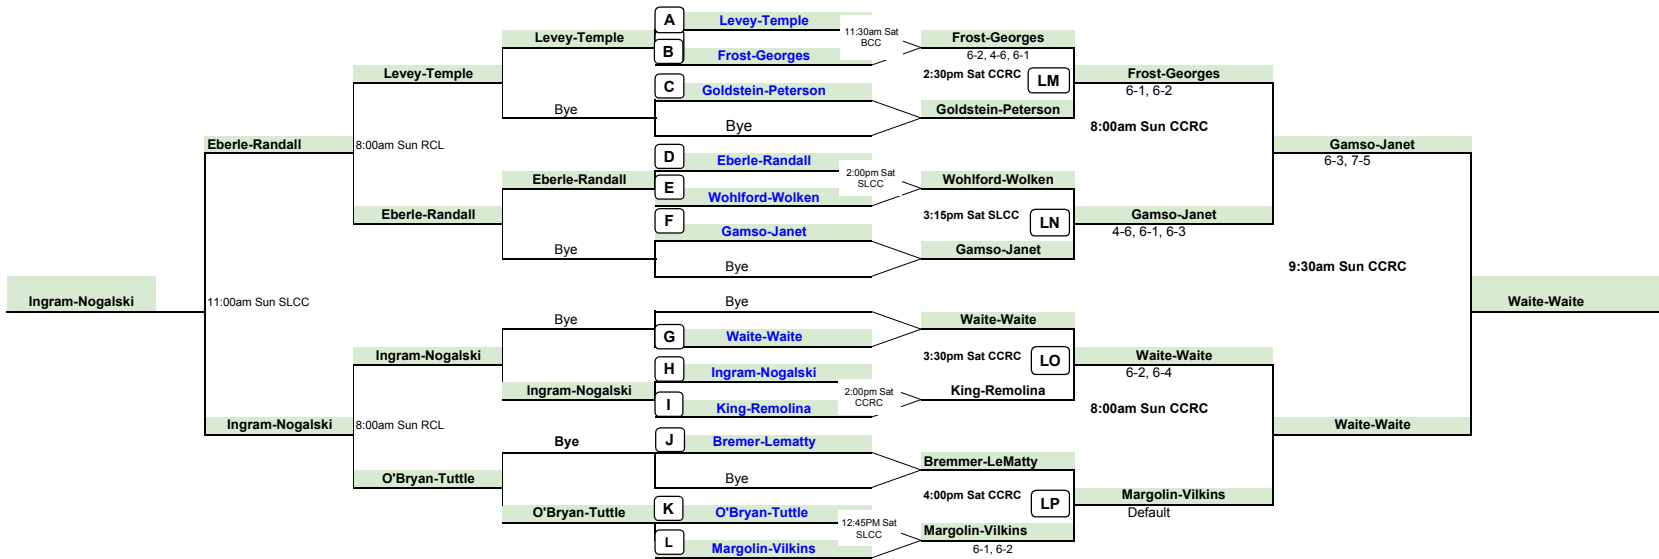 A
Levey-Temple
11:30am Sat
BCC
Levey-Temple
Frost-Georges
B
Frost-Georges
6-2, 4-6, 6-1
Levey-Temple
2:30pm Sat CCRC
LM
Frost-Georges
C
Goldstein-Peterson
6-1, 6-2
Bye
Goldstein-Peterson
Bye
8:00am Sun CCRC
Eberle-Randall
8:00am Sun RCL
Gamso-Janet
D
Eberle-Randall
6-3, 7-5
Eberle-Randall
2:00pm Sat
SLCC
Wohlford-Wolken
E
Wohlford-Wolken
Eberle-Randall
F
3:15pm Sat SLCC
LN
Gamso-Janet
Gamso-Janet
4-6, 6-1, 6-3
Bye
Gamso-Janet
Bye
9:30am Sun CCRC
Ingram-Nogalski
11:00am Sun SLCC
Bye
Waite-Waite
Bye
Waite-Waite
G
Waite-Waite
Ingram-Nogalski
3:30pm Sat CCRC
LO
Waite-Waite
H
Ingram-Nogalski
6-2, 6-4
Ingram-Nogalski
2:00pm Sat
CCRC
King-Remolina
I
King-Remolina
8:00am Sun CCRC
Ingram-Nogalski
8:00am Sun RCL
Waite-Waite
Bye
J
Bremer-Lematty
Bremmer-LeMatty
O'Bryan-Tuttle
Bye
4:00pm Sat CCRC
LP
Margolin-Vilkins
Default
O'Bryan-Tuttle
K
O'Bryan-Tuttle
12:45PM Sat
SLCC
Margolin-Vilkins
L
Margolin-Vilkins
6-1, 6-2